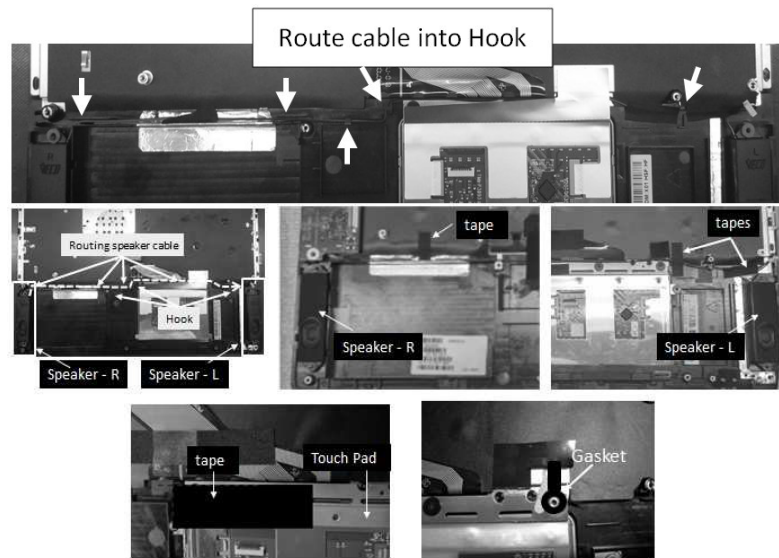 Route cable into Hook
R
L
Routing speaker cable
Hook
Speaker - R
Speaker - L
tape
Speaker - R
tapes
Speaker - L
tape
Touch Pad
Gasket